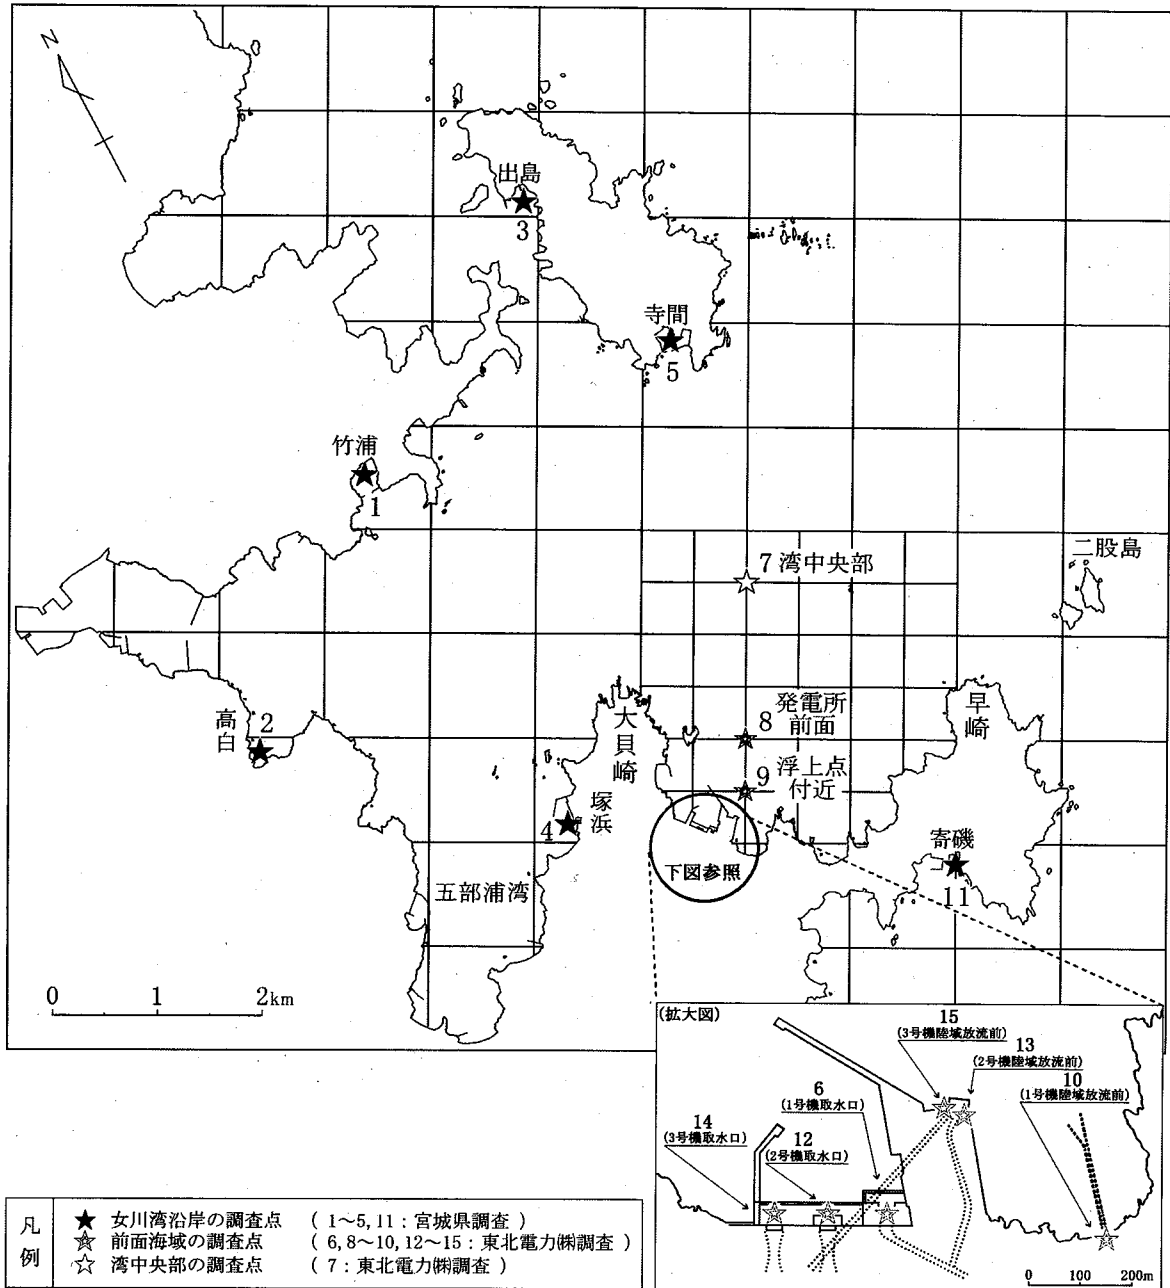 N
出島
3
寺間
5
竹浦
1
7 湾中央部
二股島
早崎
発電所
前面
8
浮上点
付近
9
大貝崎
高白
2
塚浜
4
下図参照
寄磯
11
五部浦湾
0 1 2km
(拡大図)
15
(3号機陸域放流前)
13
(2号機陸域放流前)
10
(1号機陸域放流前)
6
(1号機取水口)
14
(3号機取水口)
12
(2号機取水口)
0 100 200m
凡例
★ 女川湾沿岸の調査点 ( 1~5, 11 : 宮城県調査 )
前面海域の調査点 ( 6, 8~10, 12~15 : 東北電力㈱調査 )
☆ 湾中央部の調査点 ( 7 : 東北電力㈱調査 )